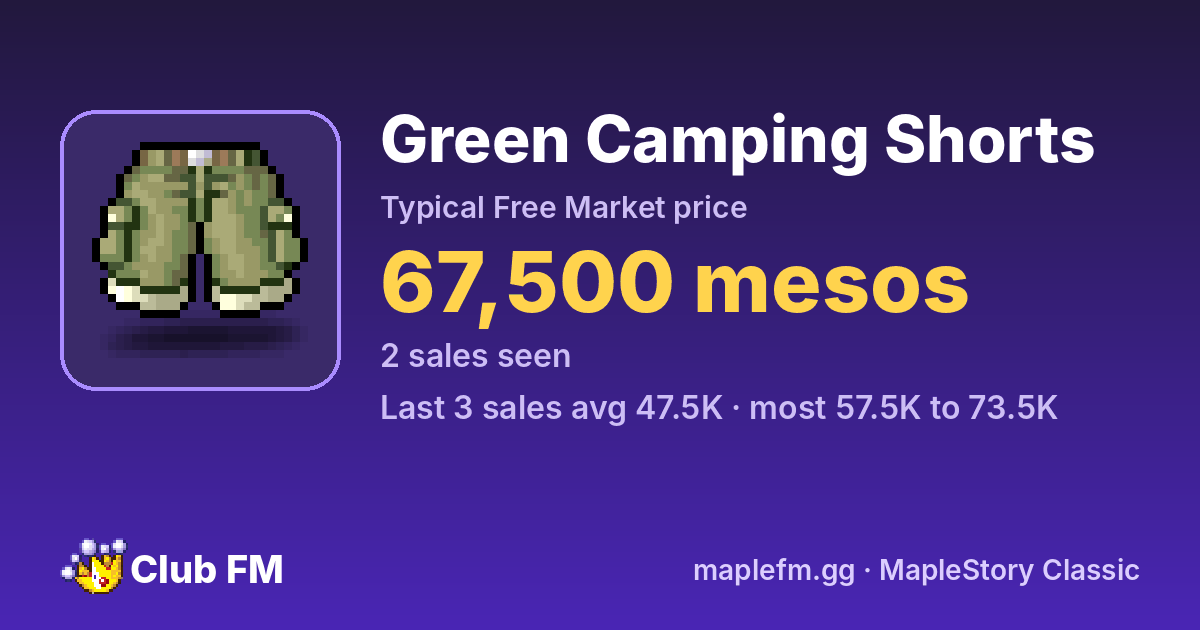 Green Camping Shorts
Typical Free Market price
67,500 mesos
2 sales seen
Last 3 sales avg 47.5K · most 57.5K to 73.5K
Club FM
maplefm.gg · MapleStory Classic